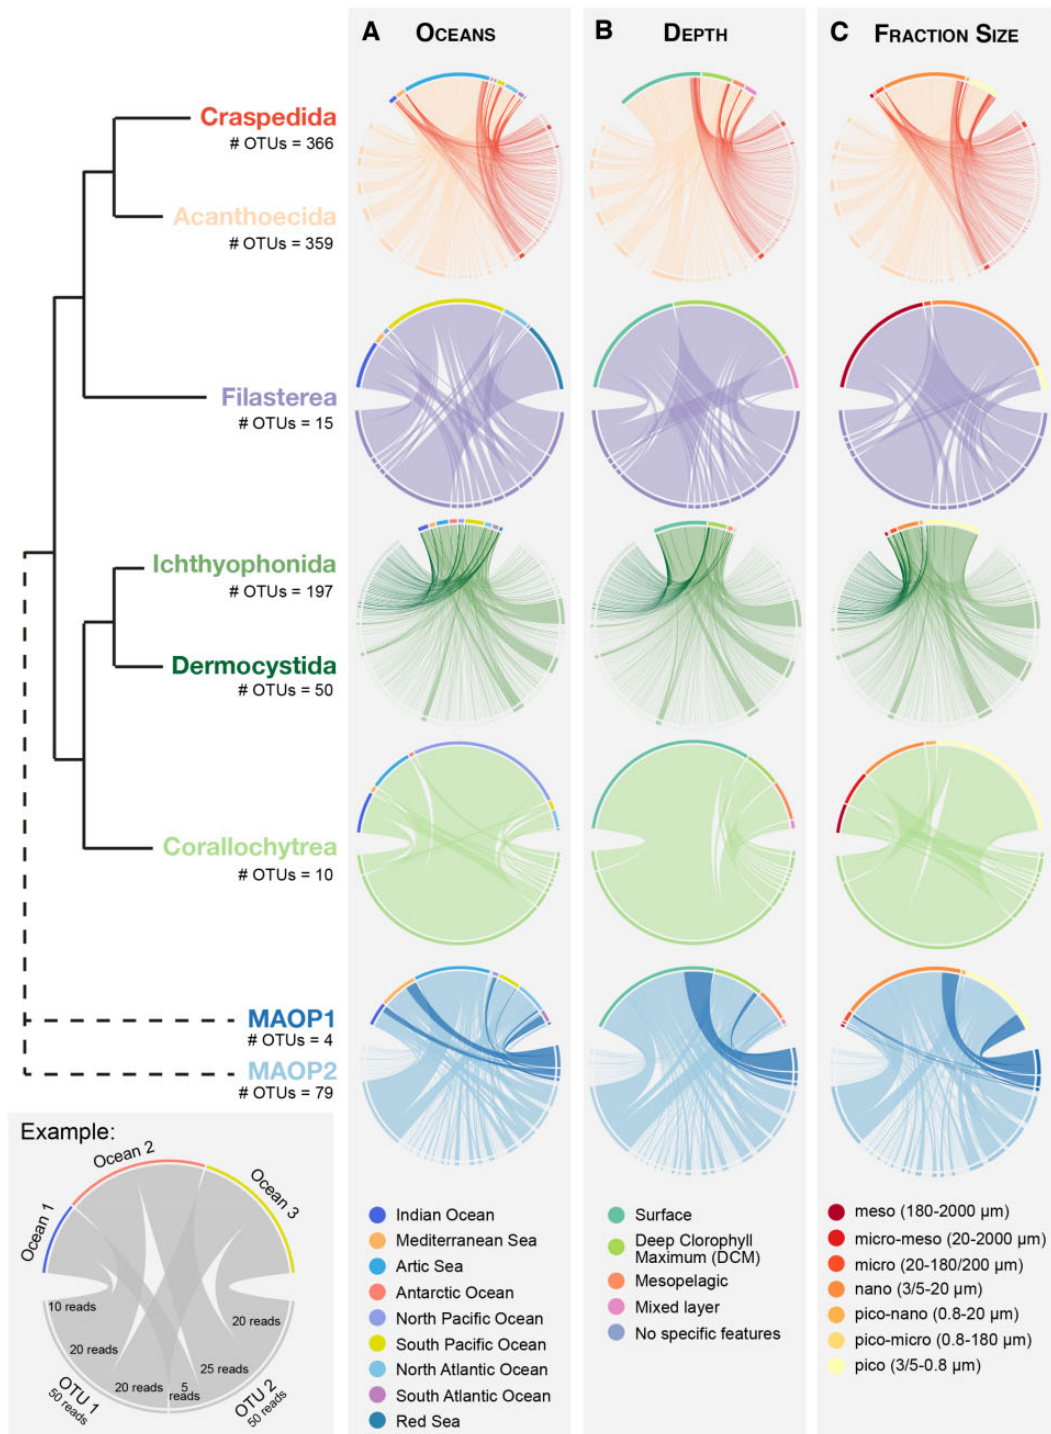 A OCEANS
B DEPTH
C FRACTION SIZE
Craspedida
# OTUs = 366
Acanthoecida
# OTUs = 359
Filasterea
# OTUs = 15
Ichthyophonida
# OTUs = 197
Dermocystida
# OTUs = 50
Corallochytrea
# OTUs = 10
MAOP1
# OTUs = 4
MAOP2
# OTUs = 79
Example:
Ocean 1
Ocean 2
Ocean 3
10 reads
20 reads
20 reads
5
reads
25 reads
20 reads
OTU 1
50 reads
OTU 2
50 reads
Indian Ocean
Mediterranean Sea
Artic Sea
Antarctic Ocean
North Pacific Ocean
South Pacific Ocean
North Atlantic Ocean
South Atlantic Ocean
Red Sea
Surface
Deep Clorophyll
Maximum (DCM)
Mesopelagic
Mixed layer
No specific features
meso (180-2000 µm)
micro-meso (20-2000 µm)
micro (20-180/200 µm)
nano (3/5-20 µm)
pico-nano (0.8-20 µm)
pico-micro (0.8-180 µm)
pico (3/5-0.8 µm)